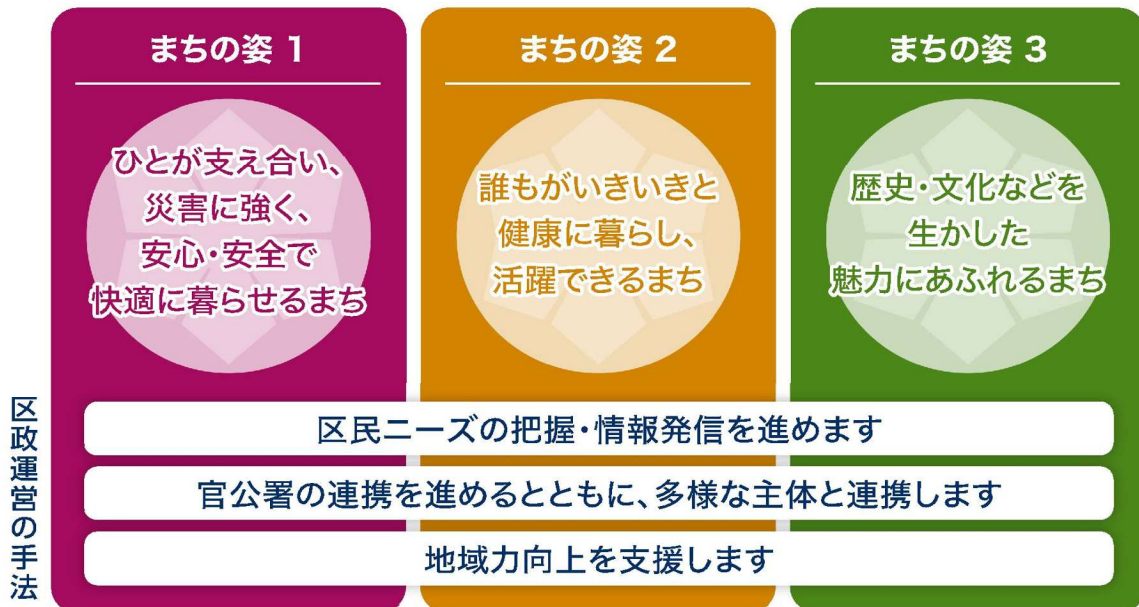 まちの姿 1
ひとが支え合い、
災害に強く、
安心・安全で
快適に暮らせるまち
まちの姿 2
誰もがいきいきと
健康に暮らし、
活躍できるまち
まちの姿 3
歴史・文化などを
生かした
魅力にあふれるまち
区政運営の手法
区民ニーズの把握・情報発信を進めます
官公署の連携を進めるとともに、多様な主体と連携します
地域力向上を支援します